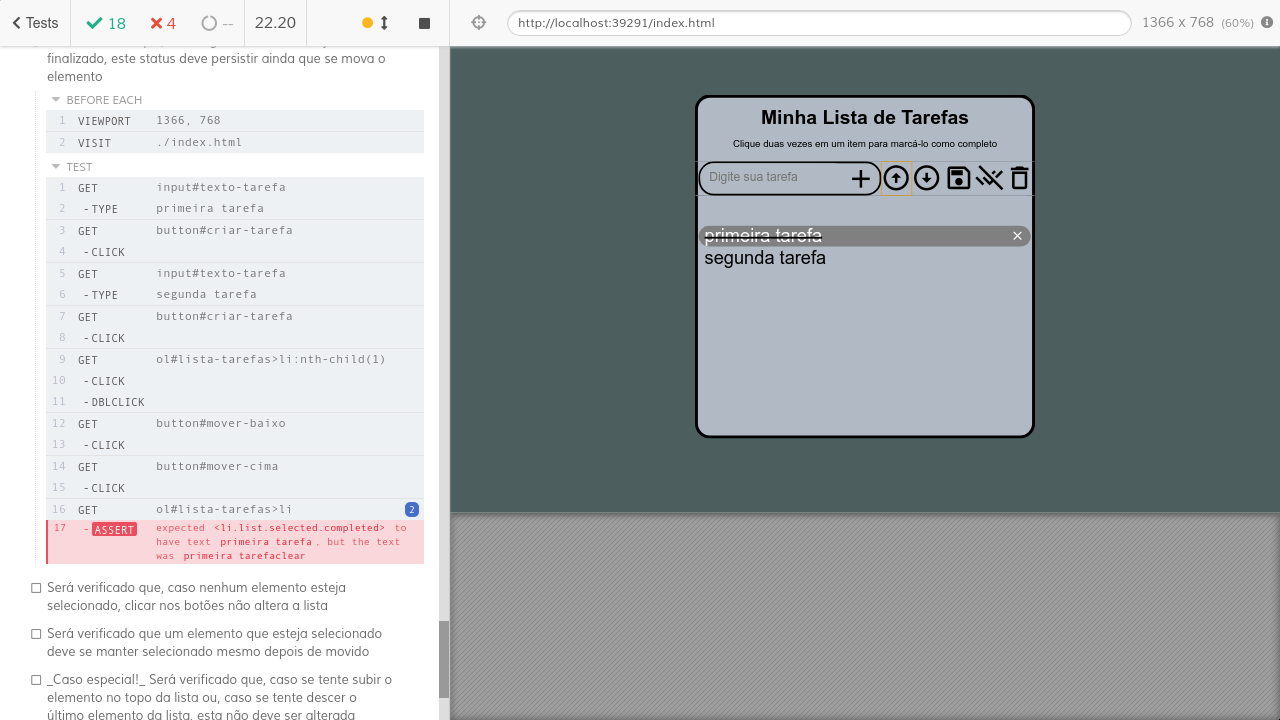 Tests
18
4
--
22.20
http://localhost:39291/index.html
1366 x 768 (60%)
finalizado, este status deve persistir ainda que se mova o
elemento
BEFORE EACH
1 VIEWPORT 1366, 768
2 VISIT ./index.html
TEST
1 GET input#texto-tarefa
2 -TYPE primeira tarefa
3 GET button#criar-tarefa
4 -CLICK
5 GET input#texto-tarefa
6 -TYPE segunda tarefa
7 GET button#criar-tarefa
8 -CLICK
9 GET ol#lista-tarefas>li:nth-child(1)
10 -CLICK
11 -DBLCLICK
12 GET button#mover-baixo
13 -CLICK
14 GET button#mover-cima
15 -CLICK
16 GET ol#lista-tarefas>li 2
17 -ASSERT expected <li.list.selected.completed> to
have text primeira tarefa, but the text
was primeira tarefaclear
Será verificado que, caso nenhum elemento esteja
selecionado, clicar nos botões não altera a lista
Será verificado que um elemento que esteja selecionado
deve se manter selecionado mesmo depois de movido
_Caso especial!_ Será verificado que, caso se tente subir o
elemento no topo da lista ou, caso se tente descer o
último elemento da lista, esta não deve ser alterada
Minha Lista de Tarefas
Clique duas vezes em um item para marcá-lo como completo
Digite sua tarefa
primeira tarefa
segunda tarefa